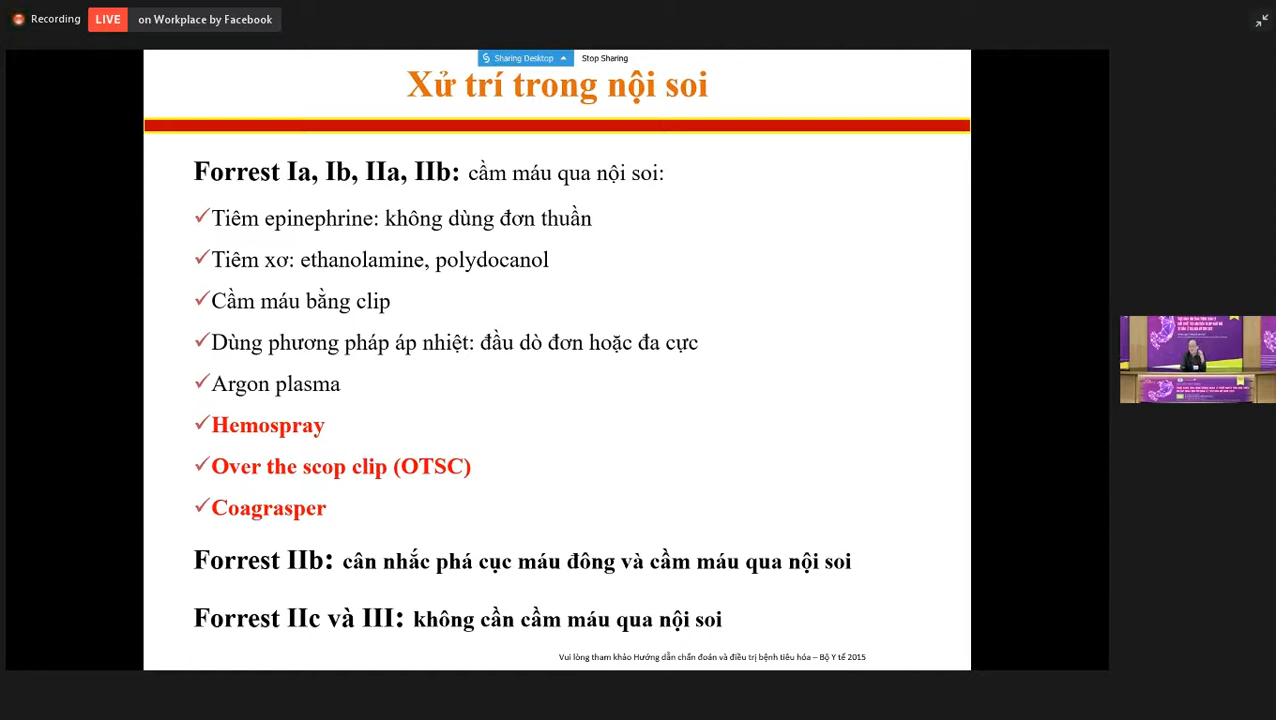 Recording LIVE on Workplace by Facebook
Sharing Desktop Stop Sharing
Xử trí trong nội soi
Forrest Ia, Ib, IIa, IIb: cầm máu qua nội soi:
Tiêm epinephrine: không dùng đơn thuần
Tiêm xơ: ethanolamine, polydocanol
Cầm máu bằng clip
Dùng phương pháp áp nhiệt: đầu dò đơn hoặc đa cực
Argon plasma
Hemospray
Over the scop clip (OTSC)
Coagrasper
Forrest IIb: cân nhắc phá cục máu đông và cầm máu qua nội soi
Forrest IIc và III: không cần cầm máu qua nội soi
Vui lòng tham khảo Hướng dẫn chẩn đoán và điều trị bệnh tiêu hóa – Bộ Y tế 2015